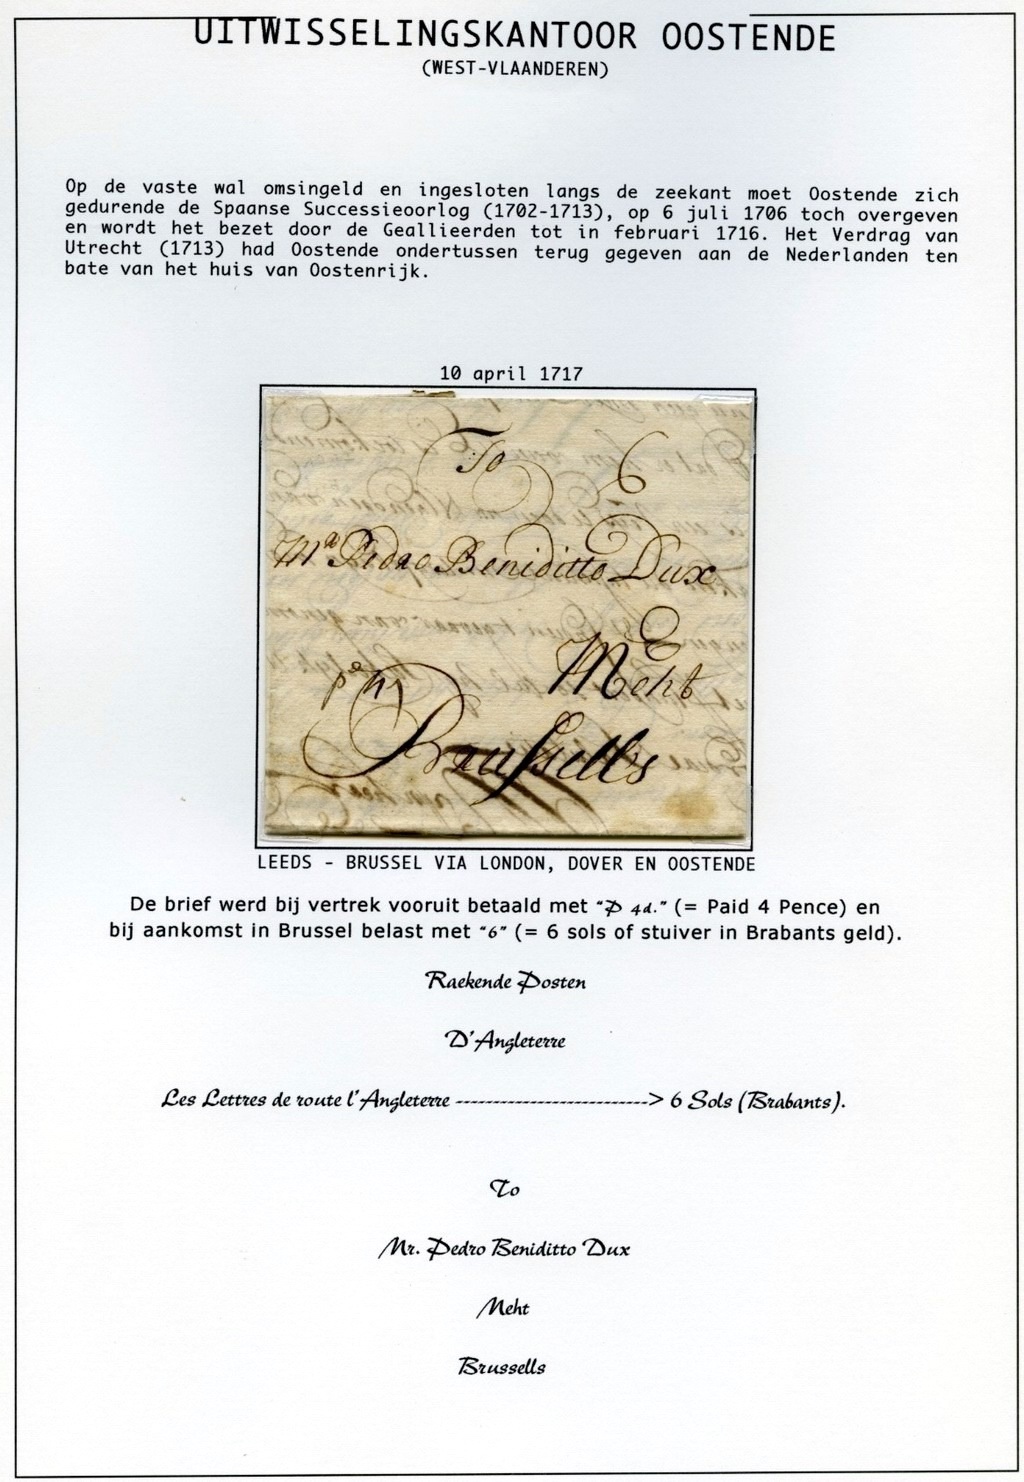 UITWISSELINGSKANTOOR OOSTENDE
(WEST-VLAANDEREN)
Op de vaste wal omsingeld en ingesloten langs de zeekant moet Oostende zich
gedurende de Spaanse Successieoorlog (1702-1713), op 6 juli 1706 toch overgeven
en wordt het bezet door de Geallieerden tot in februari 1716. Het Verdrag van
Utrecht (1713) had Oostende ondertussen terug gegeven aan de Nederlanden ten
bate van het huis van Oostenrijk.
10 april 1717
To 6
Mr Pedro Beniditto Dux
Meht
Brussells
LEEDS - BRUSSEL VIA LONDON, DOVER EN OOSTENDE
De brief werd bij vertrek vooruit betaald met “P 4d.” (= Paid 4 Pence) en
bij aankomst in Brussel belast met “6” (= 6 sols of stuiver in Brabants geld).
Raekende Posten
D'Angleterre
Les Lettres de route l'Angleterre --------------------------> 6 Sols (Brabants).
To
Mr. Pedro Beniditto Dux
Meht
Brussells